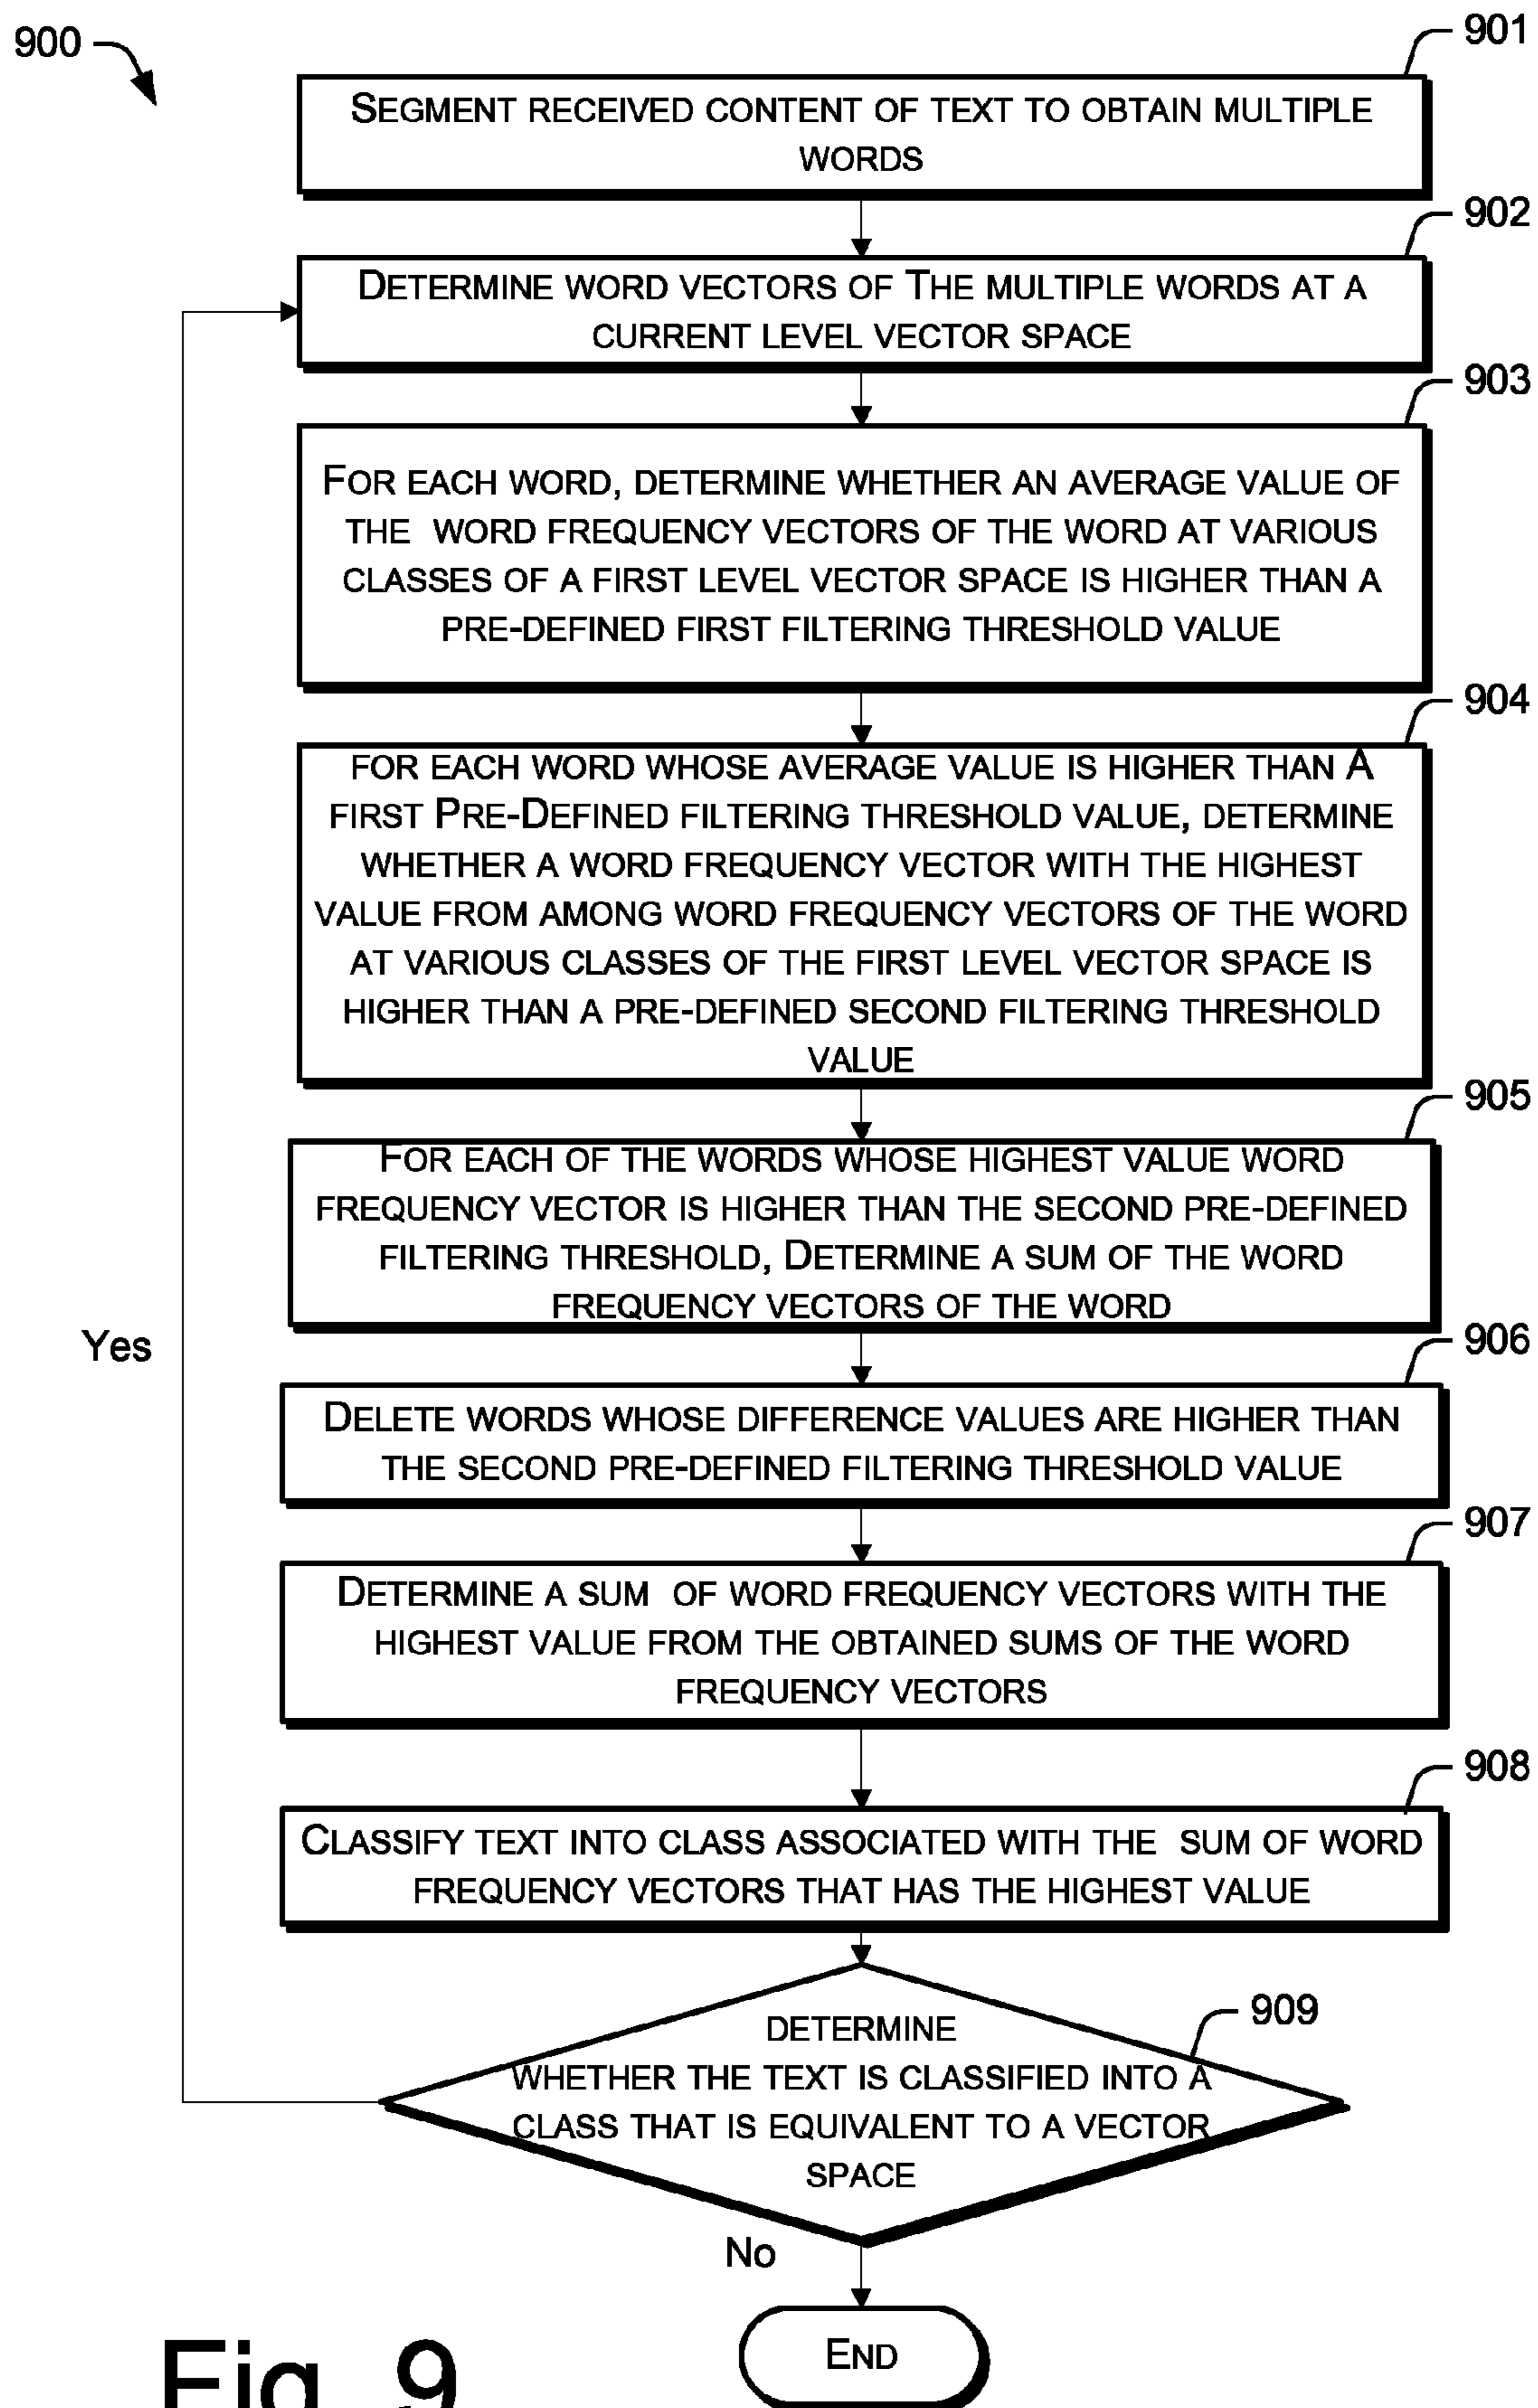 900
901
SEGMENT RECEIVED CONTENT OF TEXT TO OBTAIN MULTIPLE
WORDS
902
DETERMINE WORD VECTORS OF THE MULTIPLE WORDS AT A
CURRENT LEVEL VECTOR SPACE
903
FOR EACH WORD, DETERMINE WHETHER AN AVERAGE VALUE OF
THE WORD FREQUENCY VECTORS OF THE WORD AT VARIOUS
CLASSES OF A FIRST LEVEL VECTOR SPACE IS HIGHER THAN A
PRE-DEFINED FIRST FILTERING THRESHOLD VALUE
904
FOR EACH WORD WHOSE AVERAGE VALUE IS HIGHER THAN A
FIRST PRE-DEFINED FILTERING THRESHOLD VALUE, DETERMINE
WHETHER A WORD FREQUENCY VECTOR WITH THE HIGHEST
VALUE FROM AMONG WORD FREQUENCY VECTORS OF THE WORD
AT VARIOUS CLASSES OF THE FIRST LEVEL VECTOR SPACE IS
HIGHER THAN A PRE-DEFINED SECOND FILTERING THRESHOLD
VALUE
905
FOR EACH OF THE WORDS WHOSE HIGHEST VALUE WORD
FREQUENCY VECTOR IS HIGHER THAN THE SECOND PRE-DEFINED
FILTERING THRESHOLD, DETERMINE A SUM OF THE WORD
FREQUENCY VECTORS OF THE WORD
Yes
906
DELETE WORDS WHOSE DIFFERENCE VALUES ARE HIGHER THAN
THE SECOND PRE-DEFINED FILTERING THRESHOLD VALUE
907
DETERMINE A SUM OF WORD FREQUENCY VECTORS WITH THE
HIGHEST VALUE FROM THE OBTAINED SUMS OF THE WORD
FREQUENCY VECTORS
908
CLASSIFY TEXT INTO CLASS ASSOCIATED WITH THE SUM OF WORD
FREQUENCY VECTORS THAT HAS THE HIGHEST VALUE
909
DETERMINE
WHETHER THE TEXT IS CLASSIFIED INTO A
CLASS THAT IS EQUIVALENT TO A VECTOR
SPACE
No
END
Fig. 9